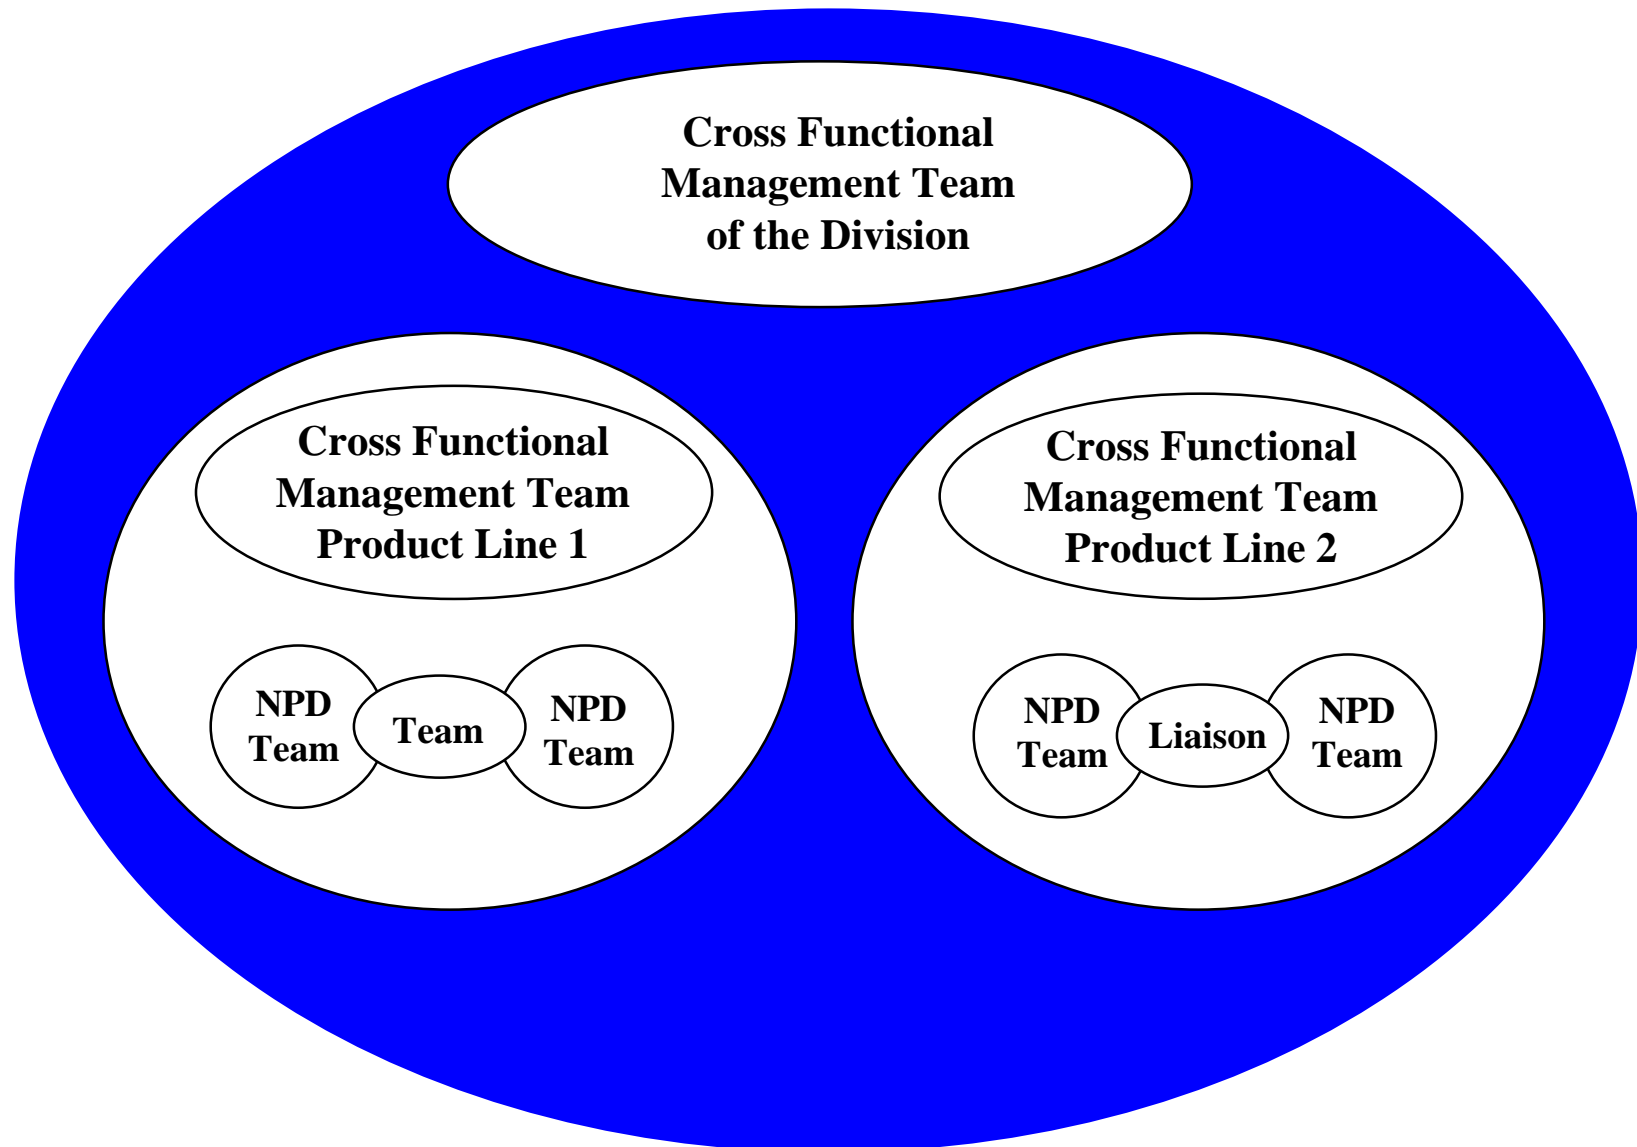 Cross Functional
Management Team
of the Division
Cross Functional
Management Team
Product Line 1
NPD
Team
Team
NPD
Team
Cross Functional
Management Team
Product Line 2
NPD
Team
Liaison
NPD
Team